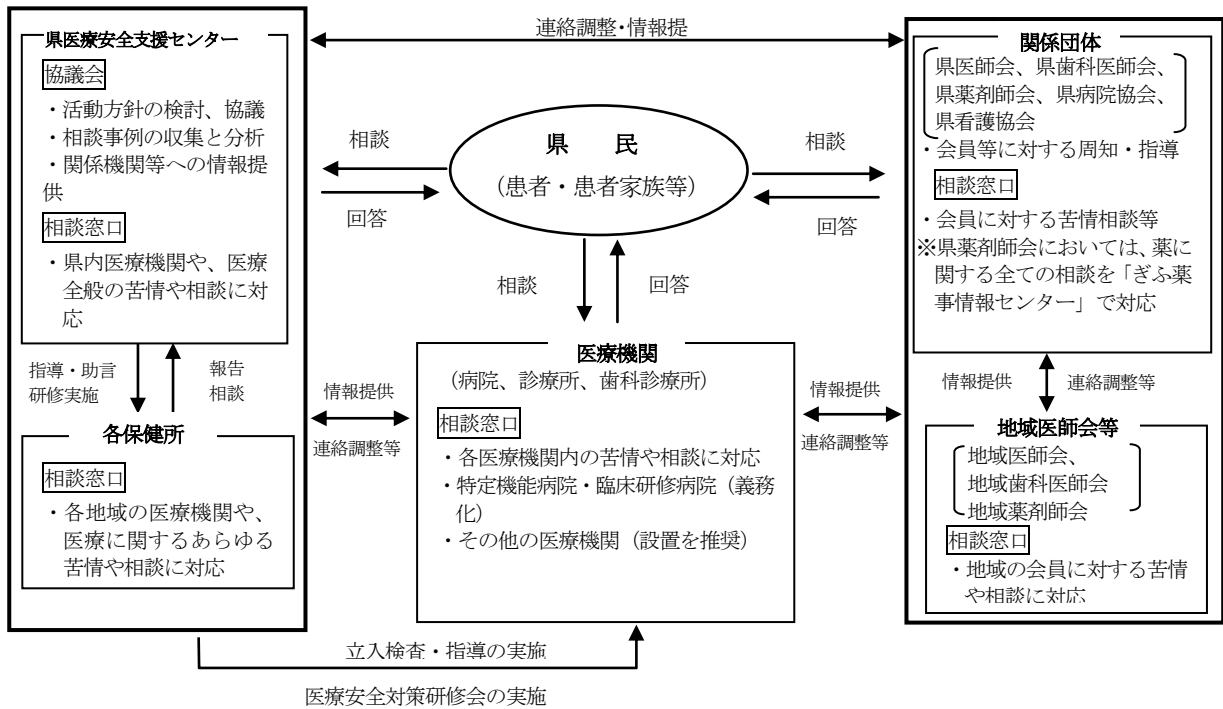 連絡調整・情報提
県医療安全支援センター
協議会
・活動方針の検討、協議
・相談事例の収集と分析
・関係機関等への情報提
供
相談窓口
・県内医療機関や、医療
全般の苦情や相談に対
応
指導・助言
研修実施
報告
相談
各保健所
相談窓口
・各地域の医療機関や、
医療に関するあらゆる
苦情や相談に対応
相談
回答
県 民
(患者・患者家族等)
相談
回答
相談
回答
医療機関
(病院、診療所、歯科診療所)
相談窓口
・各医療機関内の苦情や相談に対応
・特定機能病院・臨床研修病院（義務
化）
・その他の医療機関（設置を推奨）
情報提供
連絡調整等
情報提供
連絡調整等
関係団体
県医師会、県歯科医師会、
県薬剤師会、県病院協会、
県看護協会
・会員等に対する周知・指導
相談窓口
・会員に対する苦情相談等
※県薬剤師会においては、薬に
関する全ての相談を「ぎふ薬
事情報センター」で対応
情報提供
連絡調整等
地域医師会等
地域医師会、
地域歯科医師会
地域薬剤師会
相談窓口
・地域の会員に対する苦情
や相談に対応
立入検査・指導の実施
医療安全対策研修会の実施